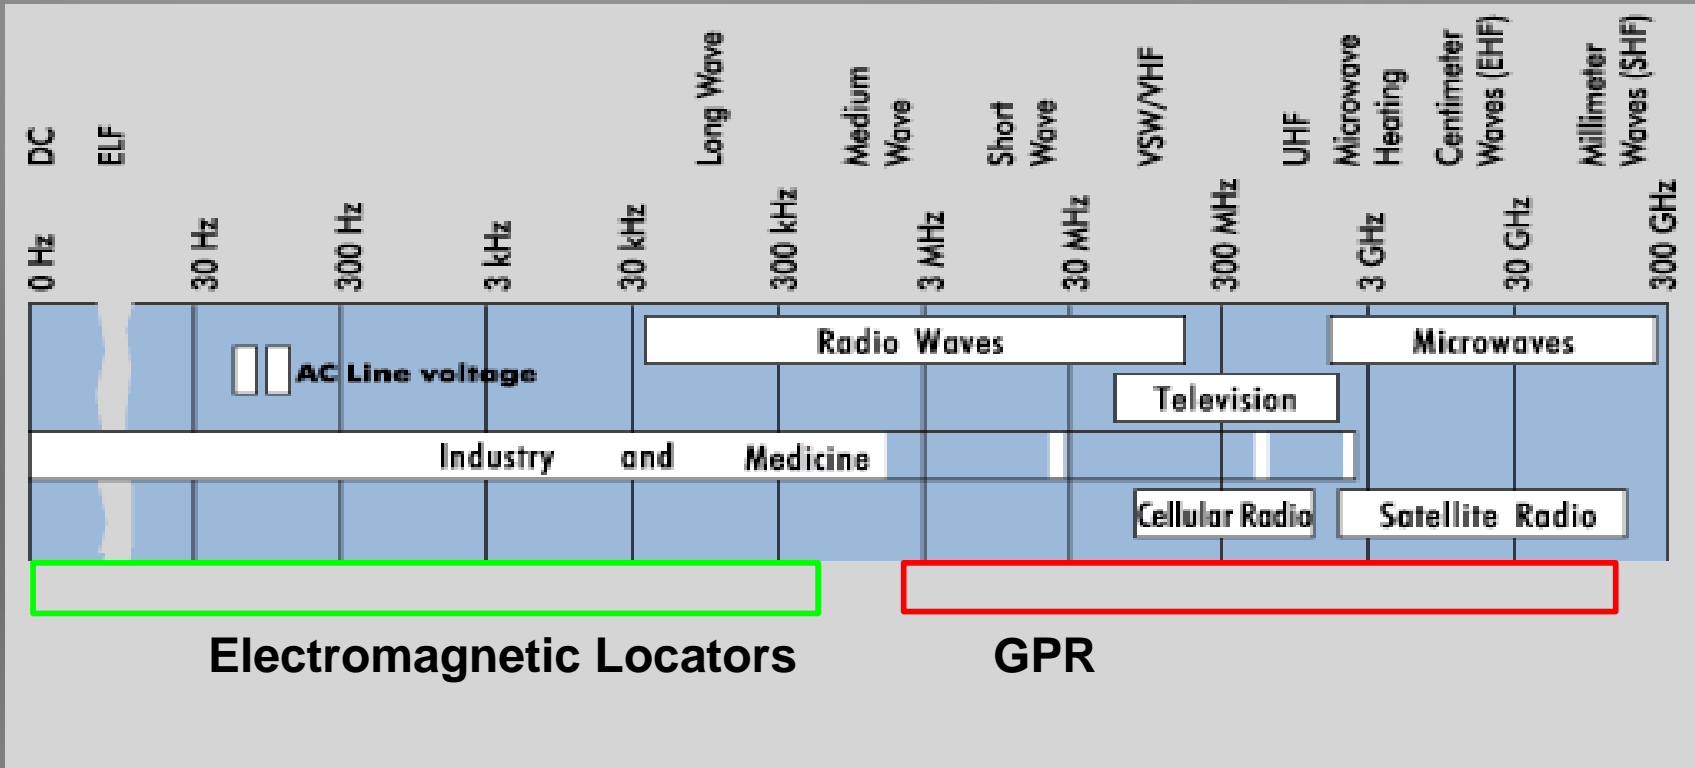 DC
ELF
Long Wave
Medium
Wave
Short
Wave
VSW/VHF
UHF
Microwave
Heating
Centimeter
Waves (EHF)
Millimeter
Waves (SHF)
0 Hz
30 Hz
300 Hz
3 kHz
30 kHz
300 kHz
3 MHz
30 MHz
300 MHz
3 GHz
30 GHz
300 GHz
Radio Waves
Microwaves
AC Line voltage
Television
Industry and Medicine
Cellular Radio
Satellite Radio
Electromagnetic Locators
GPR